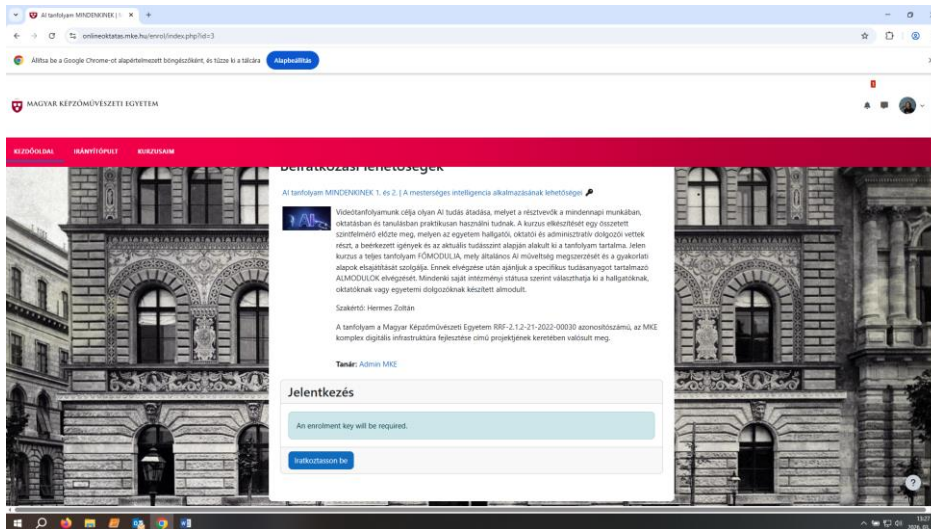 AI tanfolyam MINDENKINEK | 1.
onlineoktatas.mke.hu/enrol/index.php?id=3
Állítsa be a Google Chrome-ot alapértelmezett böngészőként, és tűzze ki a tálcára
Alapbeállítás
MAGYAR KÉPZŐMŰVÉSZETI EGYETEM
1
KEZDŐOLDAL IRÁNYÍTÓPULT KURZUSAIM
Beiratkozási lehetőségek
AI tanfolyam MINDENKINEK 1. és 2. | A mesterséges intelligencia alkalmazásának lehetőségei
Videótanfolyamunk célja olyan AI tudás átadása, melyet a résztvevők a mindennapi munkában,
oktatásban és tanulásban praktikusan használni tudnak. A kurzus elkészítését egy összetett
szintfelmérő előzte meg, melyen az egyetem hallgatói, oktatói és adminisztratív dolgozói vettek
részt, a beérkezett igények és az aktuális tudásszint alapján alakult ki a tanfolyam tartalma. Jelen
kurzus a teljes tanfolyam FŐMODULJA, mely általános AI műveltség megszerzését és a gyakorlati
alapok elsajátítását szolgálja. Ennek elvégzése után ajánljuk a specifikus tudásanyagot tartalmazó
ALMODULOK elvégzését. Mindenki saját intézményi státusa szerint választhatja ki a hallgatóknak,
oktatóknak vagy egyetemi dolgozóknak készített almodult.
Szakértő: Hermes Zoltán
A tanfolyam a Magyar Képzőművészeti Egyetem RRF-2.1.2-21-2022-00030 azonosítószámú, az MKE
komplex digitális infrastruktúra fejlesztése című projektjének keretében valósult meg.
Tanár: Admin MKE
Jelentkezés
An enrolment key will be required.
Iratkoztasson be
?
13:27